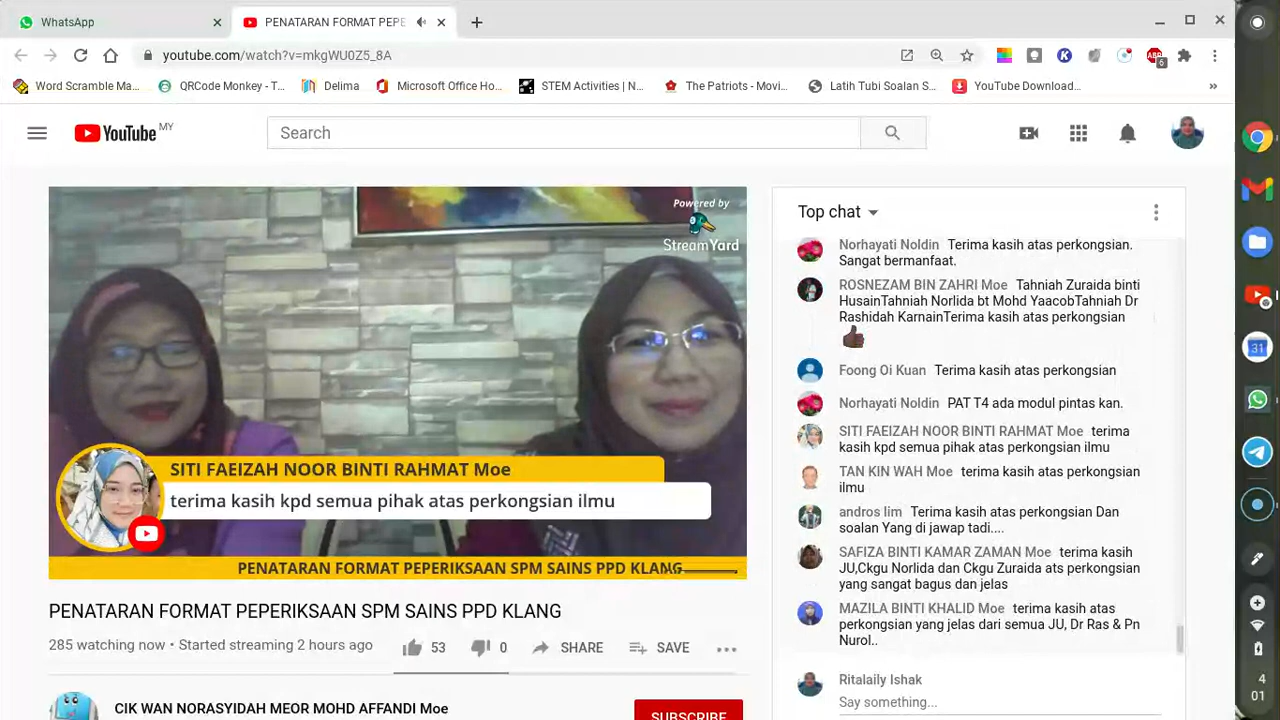 WhatsApp
PENATARAN FORMAT PEPE
youtube.com/watch?v=mkgWU0Z5_8A
6
Word Scramble Ma...
QRCode Monkey - T...
Delima
Microsoft Office Ho...
STEM Activities | N...
The Patriots - Movi...
Latih Tubi Soalan S...
YouTube Download...
»
YouTube MY
Search
Powered by
StreamYard
SITI FAEIZAH NOOR BINTI RAHMAT Moe
terima kasih kpd semua pihak atas perkongsian ilmu
PENATARAN FORMAT PEPERIKSAAN SPM SAINS PPD KLANG
PENATARAN FORMAT PEPERIKSAAN SPM SAINS PPD KLANG
285 watching now • Started streaming 2 hours ago
53
0
SHARE
SAVE
CIK WAN NORASYIDAH MEOR MOHD AFFANDI Moe
SUBSCRIBE
Top chat
Norhayati Noldin Terima kasih atas perkongsian.
Sangat bermanfaat.
ROSNEZAM BIN ZAHRI Moe Tahniah Zuraida binti
HusainTahniah Norlida bt Mohd YaacobTahniah Dr
Rashidah KarnainTerima kasih atas perkongsian
Foong Oi Kuan Terima kasih atas perkongsian
Norhayati Noldin PAT T4 ada modul pintas kan.
SITI FAEIZAH NOOR BINTI RAHMAT Moe terima
kasih kpd semua pihak atas perkongsian ilmu
TAN KIN WAH Moe terima kasih atas perkongsian
ilmu
andros lim Terima kasih atas perkongsian Dan
soalan Yang di jawap tadi....
SAFIZA BINTI KAMAR ZAMAN Moe terima kasih
JU,Ckgu Norlida dan Ckgu Zuraida ats perkongsian
yang sangat bagus dan jelas
MAZILA BINTI KHALID Moe terima kasih atas
perkongsian yang jelas dari semua JU, Dr Ras & Pn
Nurol..
Ritalaily Ishak
Say something...
31
4
01